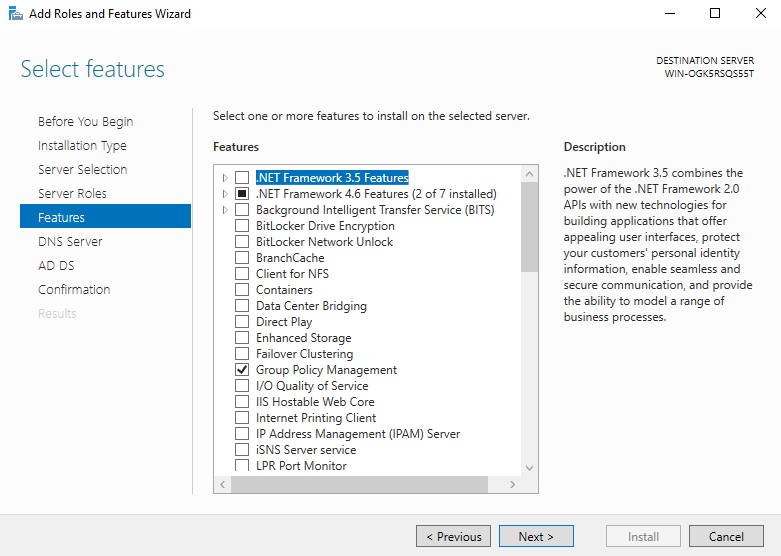 Add Roles and Features Wizard
Select features
DESTINATION SERVER
WIN-OGK5RSQS55T
Before You Begin
Installation Type
Server Selection
Server Roles
Features
DNS Server
AD DS
Confirmation
Results
Select one or more features to install on the selected server.
Features
.NET Framework 3.5 Features
.NET Framework 4.6 Features (2 of 7 installed)
Background Intelligent Transfer Service (BITS)
BitLocker Drive Encryption
BitLocker Network Unlock
BranchCache
Client for NFS
Containers
Data Center Bridging
Direct Play
Enhanced Storage
Failover Clustering
Group Policy Management
I/O Quality of Service
IIS Hostable Web Core
Internet Printing Client
IP Address Management (IPAM) Server
iSNS Server service
LPR Port Monitor
Description
.NET Framework 3.5 combines the
power of the .NET Framework 2.0
APIs with new technologies for
building applications that offer
appealing user interfaces, protect
your customers' personal identity
information, enable seamless and
secure communication, and provide
the ability to model a range of
business processes.
< Previous
Next >
Install
Cancel